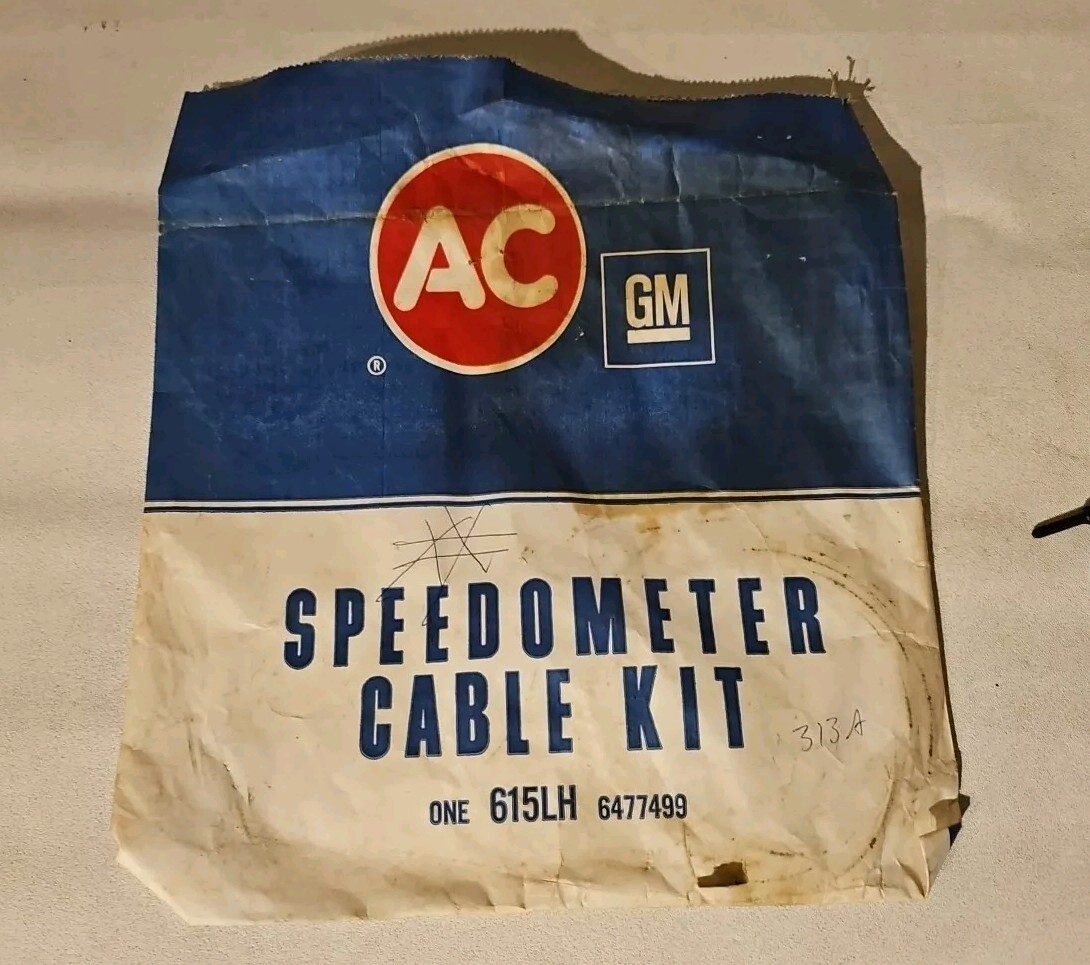 AC
GM
®
SPEEDOMETER
CABLE KIT
313A
ONE 615LH 6477499